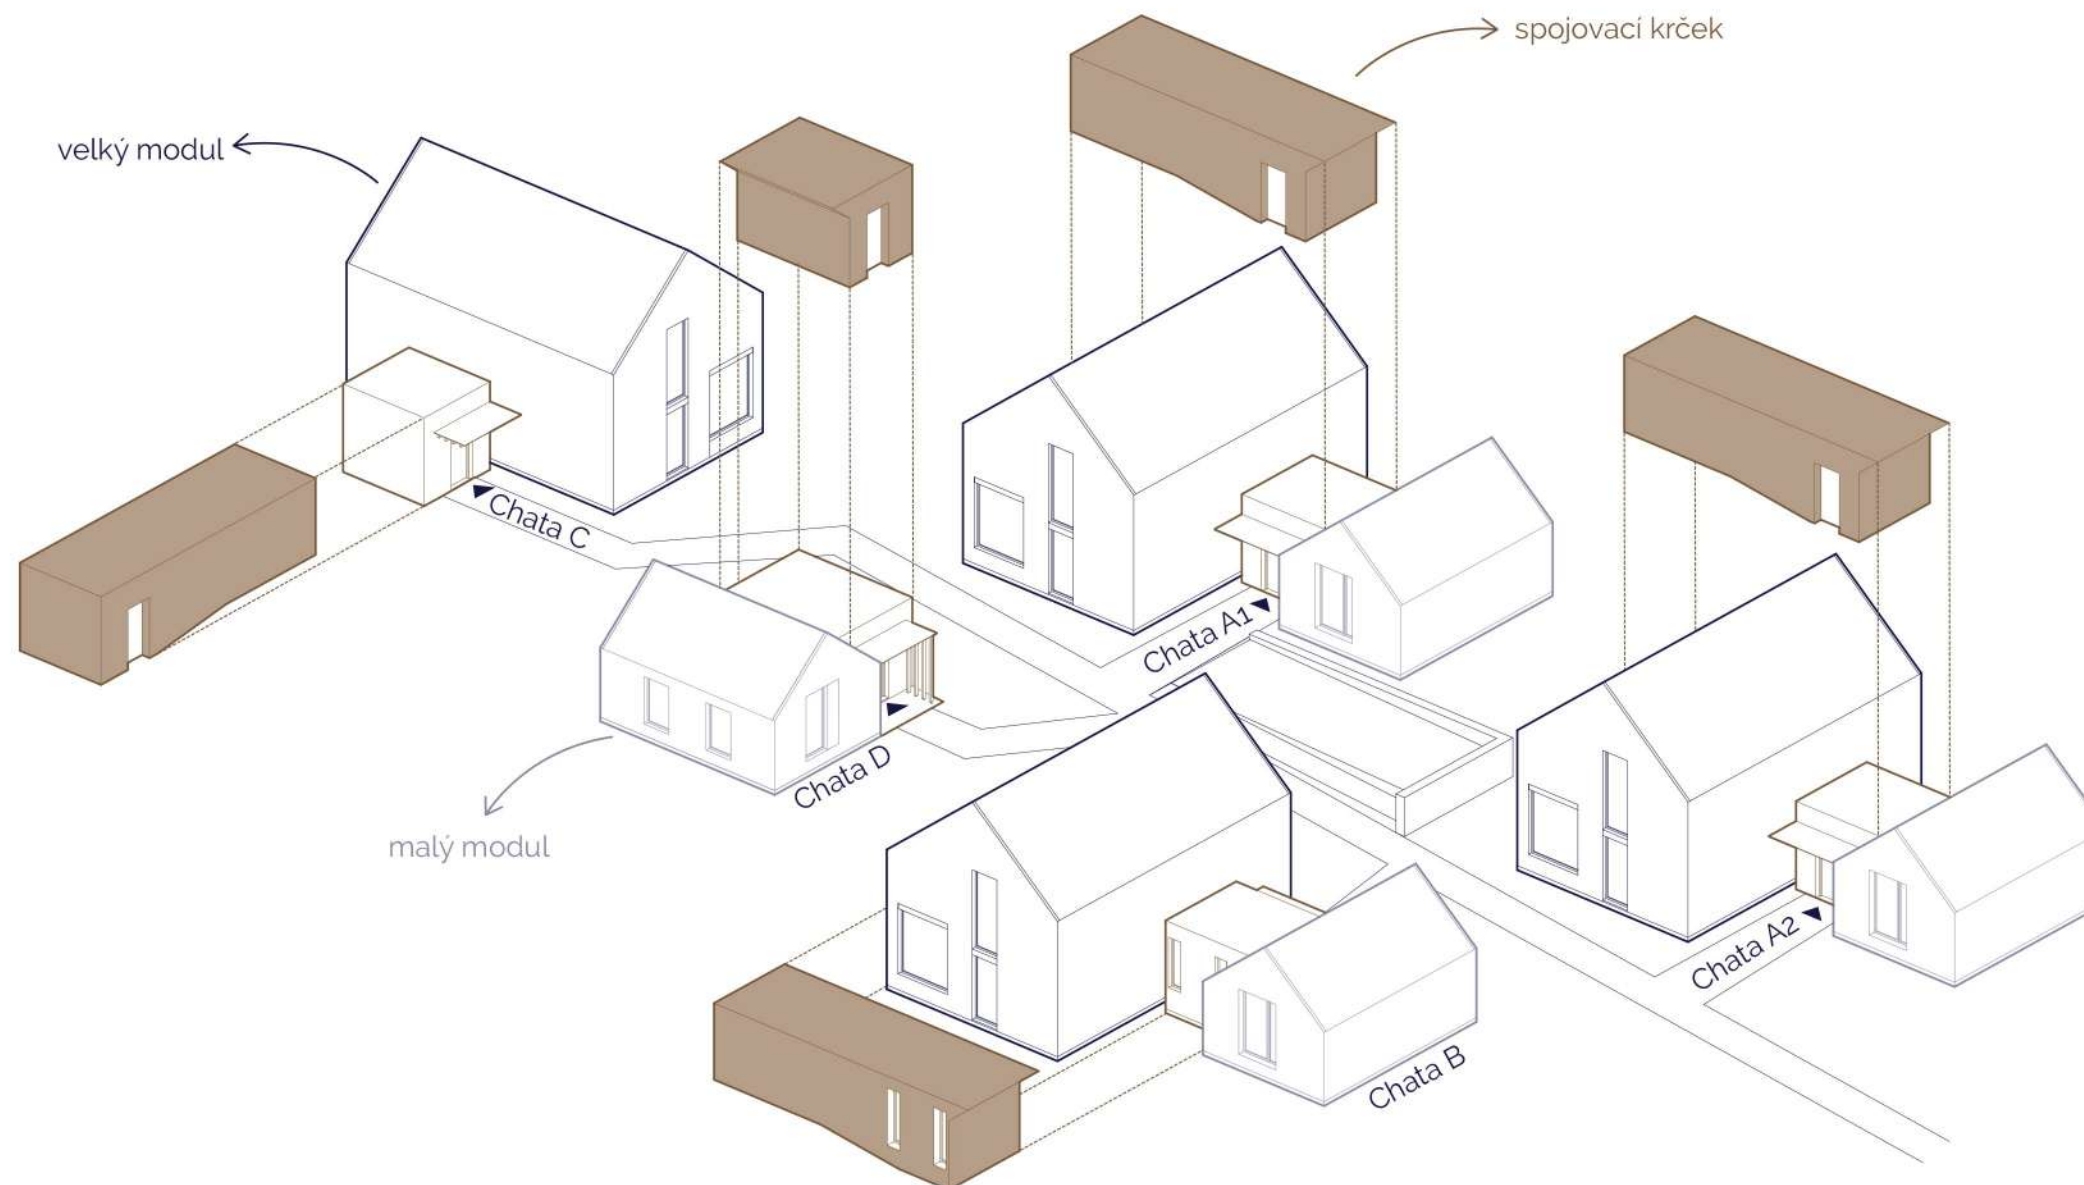 spojovací krček
velký modul
Chata C
Chata A1
Chata D
malý modul
Chata A2
Chata B